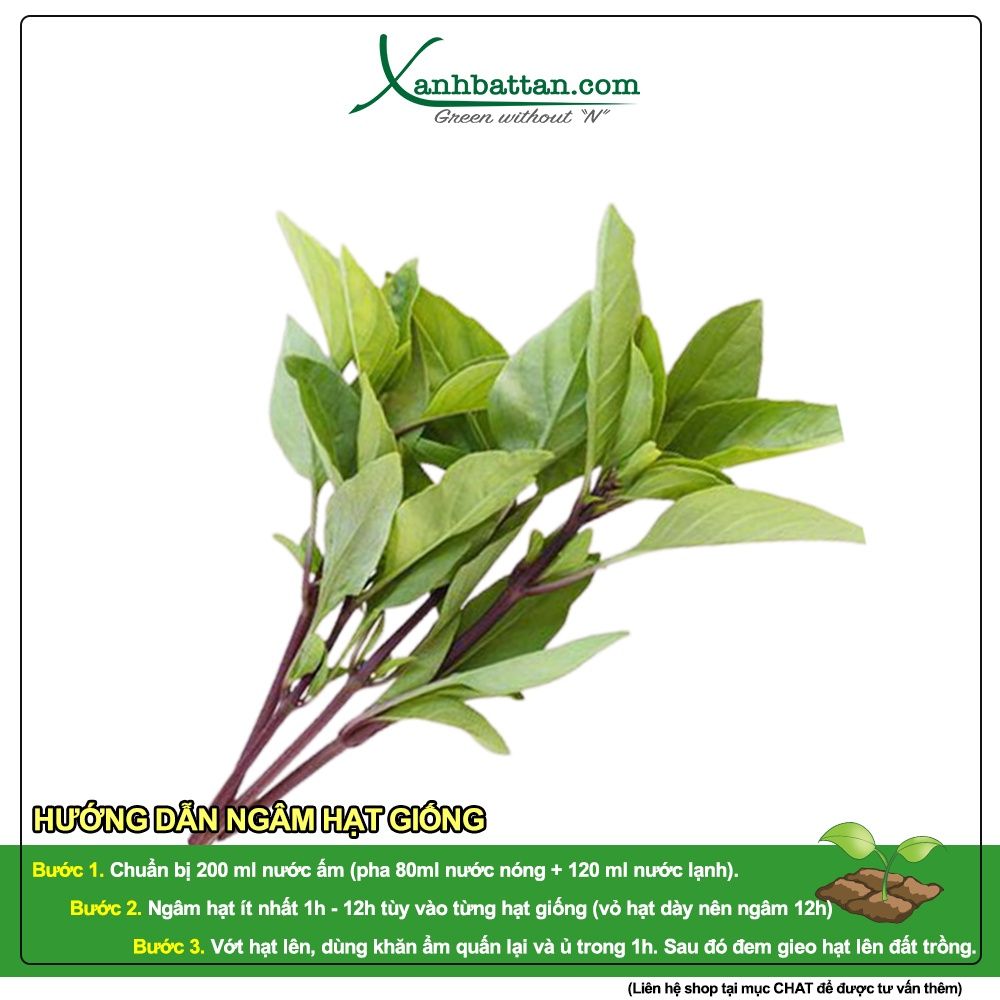 Xanhbattan.com
Green without "N"
HƯỚNG DẪN NGÂM HẠT GIỐNG
Bước 1. Chuẩn bị 200 ml nước ấm (pha 80ml nước nóng + 120 ml nước lạnh).
Bước 2. Ngâm hạt ít nhất 1h - 12h tùy vào từng hạt giống (vỏ hạt dày nên ngâm 12h)
Bước 3. Vớt hạt lên, dùng khăn ẩm quấn lại và ủ trong 1h. Sau đó đem gieo hạt lên đất trồng.
(Liên hệ shop tại mục CHAT để được tư vấn thêm)